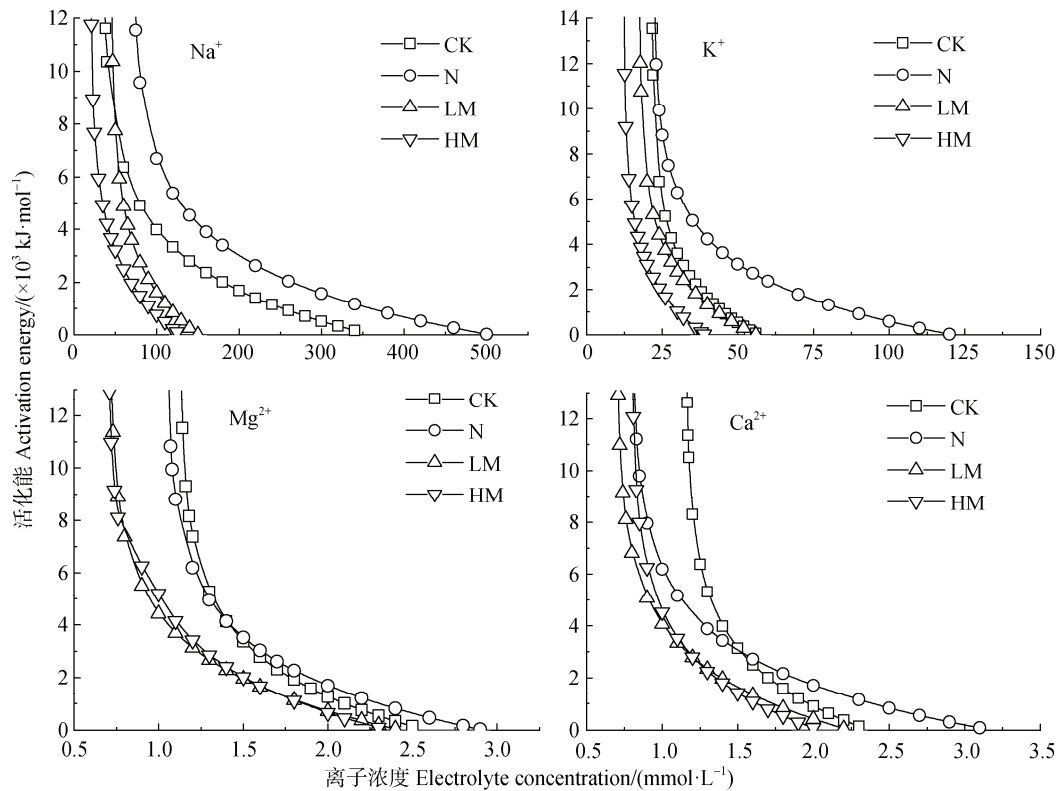 活化能 Activation energy/(×10³ kJ·mol⁻¹)
Na⁺
CK
N
LM
HM
12
10
8
6
4
2
0
0 100 200 300 400 500
K⁺
CK
N
LM
HM
14
12
10
8
6
4
2
0
0 25 50 75 100 125 150
Mg²⁺
CK
N
LM
HM
12
10
8
6
4
2
0
0.5 1.0 1.5 2.0 2.5 3.0
Ca²⁺
CK
N
LM
HM
12
10
8
6
4
2
0
0.5 1.0 1.5 2.0 2.5 3.0 3.5
离子浓度 Electrolyte concentration/(mmol·L⁻¹)